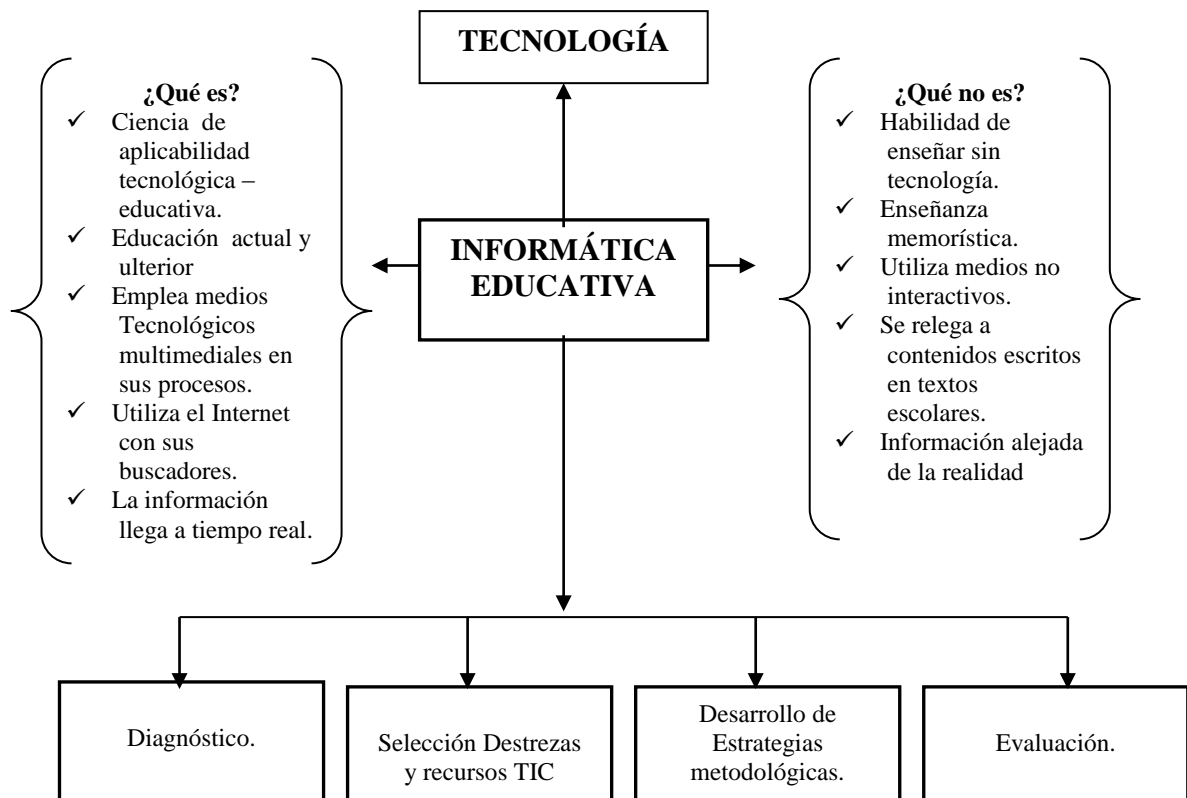 TECNOLOGÍA
¿Qué es?
✓ Ciencia de
aplicabilidad
tecnológica –
educativa.
✓ Educación actual y
ulterior
✓ Emplea medios
Tecnológicos
multimediales en
sus procesos.
✓ Utiliza el Internet
con sus
buscadores.
✓ La información
llega a tiempo real.
INFORMÁTICA
EDUCATIVA
¿Qué no es?
✓ Habilidad de
enseñar sin
tecnología.
✓ Enseñanza
memorística.
✓ Utiliza medios no
interactivos.
✓ Se relega a
contenidos escritos
en textos
escolares.
✓ Información alejada
de la realidad
Diagnóstico.
Selección Destrezas
y recursos TIC
Desarrollo de
Estrategias
metodológicas.
Evaluación.